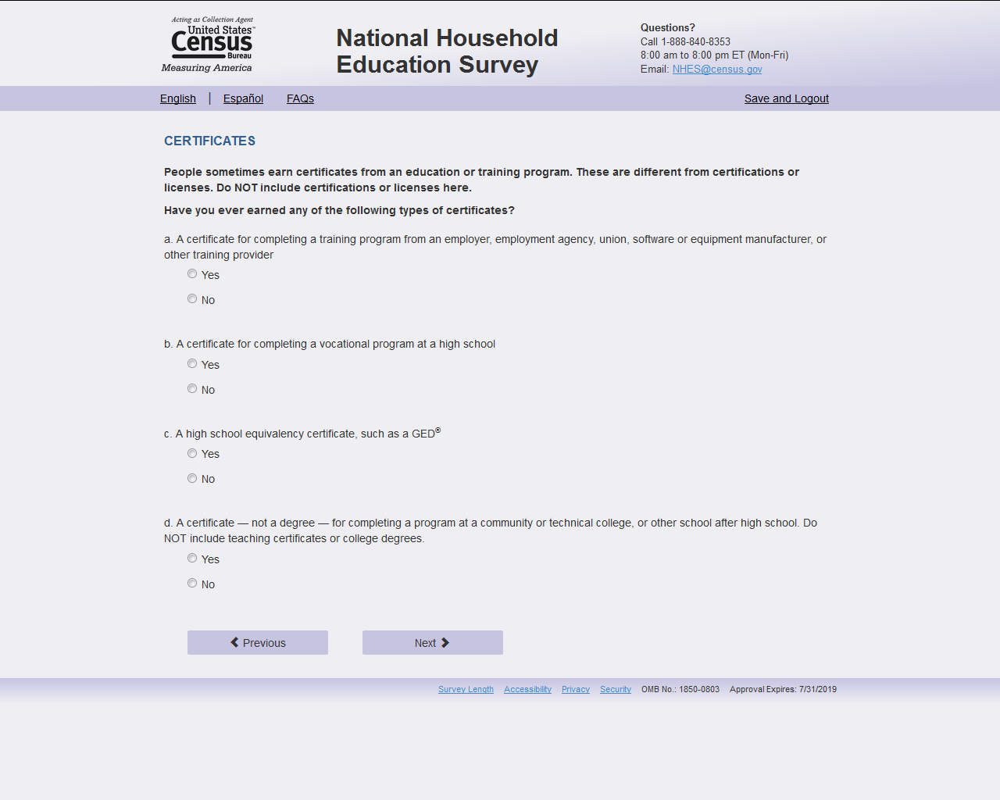 Acting as Collection Agent
United States™
Census
Bureau
Measuring America
National Household
Education Survey
Questions?
Call 1-888-840-8353
8:00 am to 8:00 pm ET (Mon-Fri)
Email: NHES@census.gov
English | Español FAQs Save and Logout
CERTIFICATES
People sometimes earn certificates from an education or training program. These are different from certifications or
licenses. Do NOT include certifications or licenses here.
Have you ever earned any of the following types of certificates?
a. A certificate for completing a training program from an employer, employment agency, union, software or equipment manufacturer, or
other training provider
Yes
No
b. A certificate for completing a vocational program at a high school
Yes
No
c. A high school equivalency certificate, such as a GED®
Yes
No
d. A certificate — not a degree — for completing a program at a community or technical college, or other school after high school. Do
NOT include teaching certificates or college degrees.
Yes
No
Previous Next
Survey Length Accessibility Privacy Security OMB No.: 1850-0803 Approval Expires: 7/31/2019